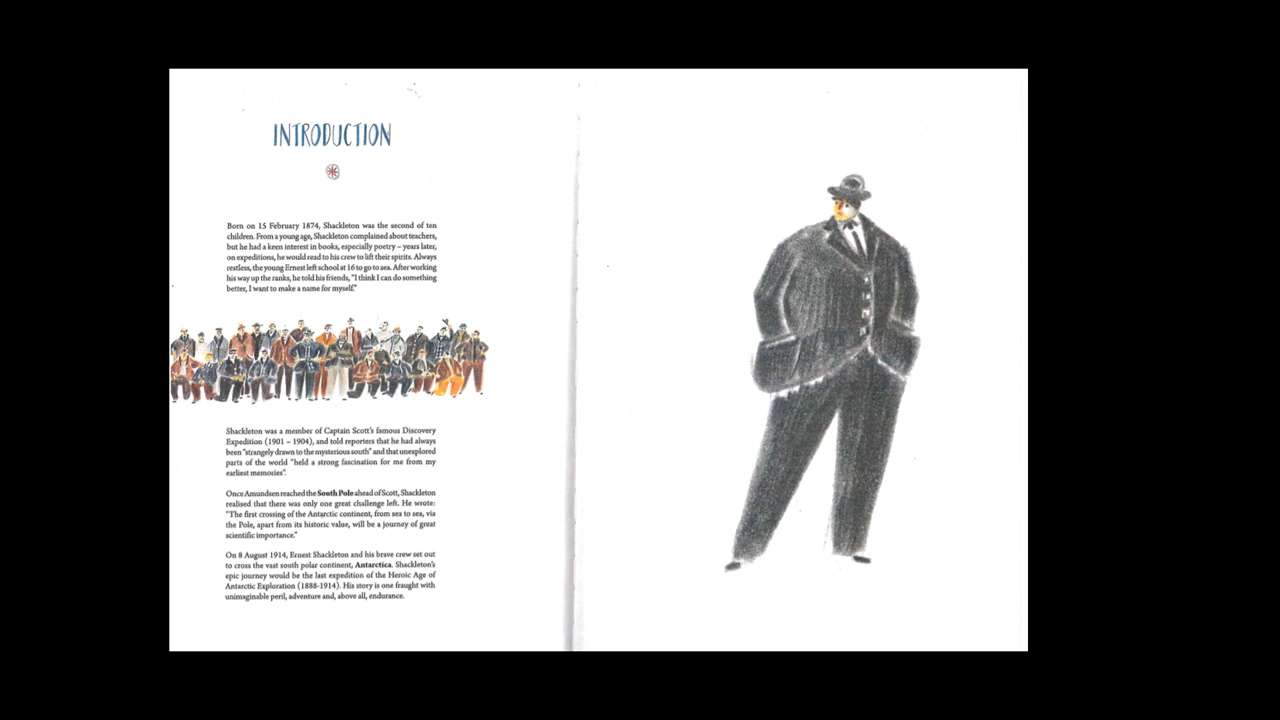 INTRODUCTION
Born on 15 February 1874, Shackleton was the second of ten
children. From a young age, Shackleton complained about teachers,
but he had a keen interest in books, especially poetry – years later,
on expeditions, he would read to his crew to lift their spirits. Always
restless, the young Ernest left school at 16 to go to sea. After working
his way up the ranks, he told his friends, "I think I can do something
better, I want to make a name for myself."
Shackleton was a member of Captain Scott's famous Discovery
Expedition (1901 – 1904), and told reporters that he had always
been "strangely drawn to the mysterious south" and that unexplored
parts of the world "held a strong fascination for me from my
earliest memories".
Once Amundsen reached the South Pole ahead of Scott, Shackleton
realised that there was only one great challenge left. He wrote:
"The first crossing of the Antarctic continent, from sea to sea, via
the Pole, apart from its historic value, will be a journey of great
scientific importance."
On 8 August 1914, Ernest Shackleton and his brave crew set out
to cross the vast south polar continent, Antarctica. Shackleton's
epic journey would be the last expedition of the Heroic Age of
Antarctic Exploration (1888-1914). His story is one fraught with
unimaginable peril, adventure and, above all, endurance.